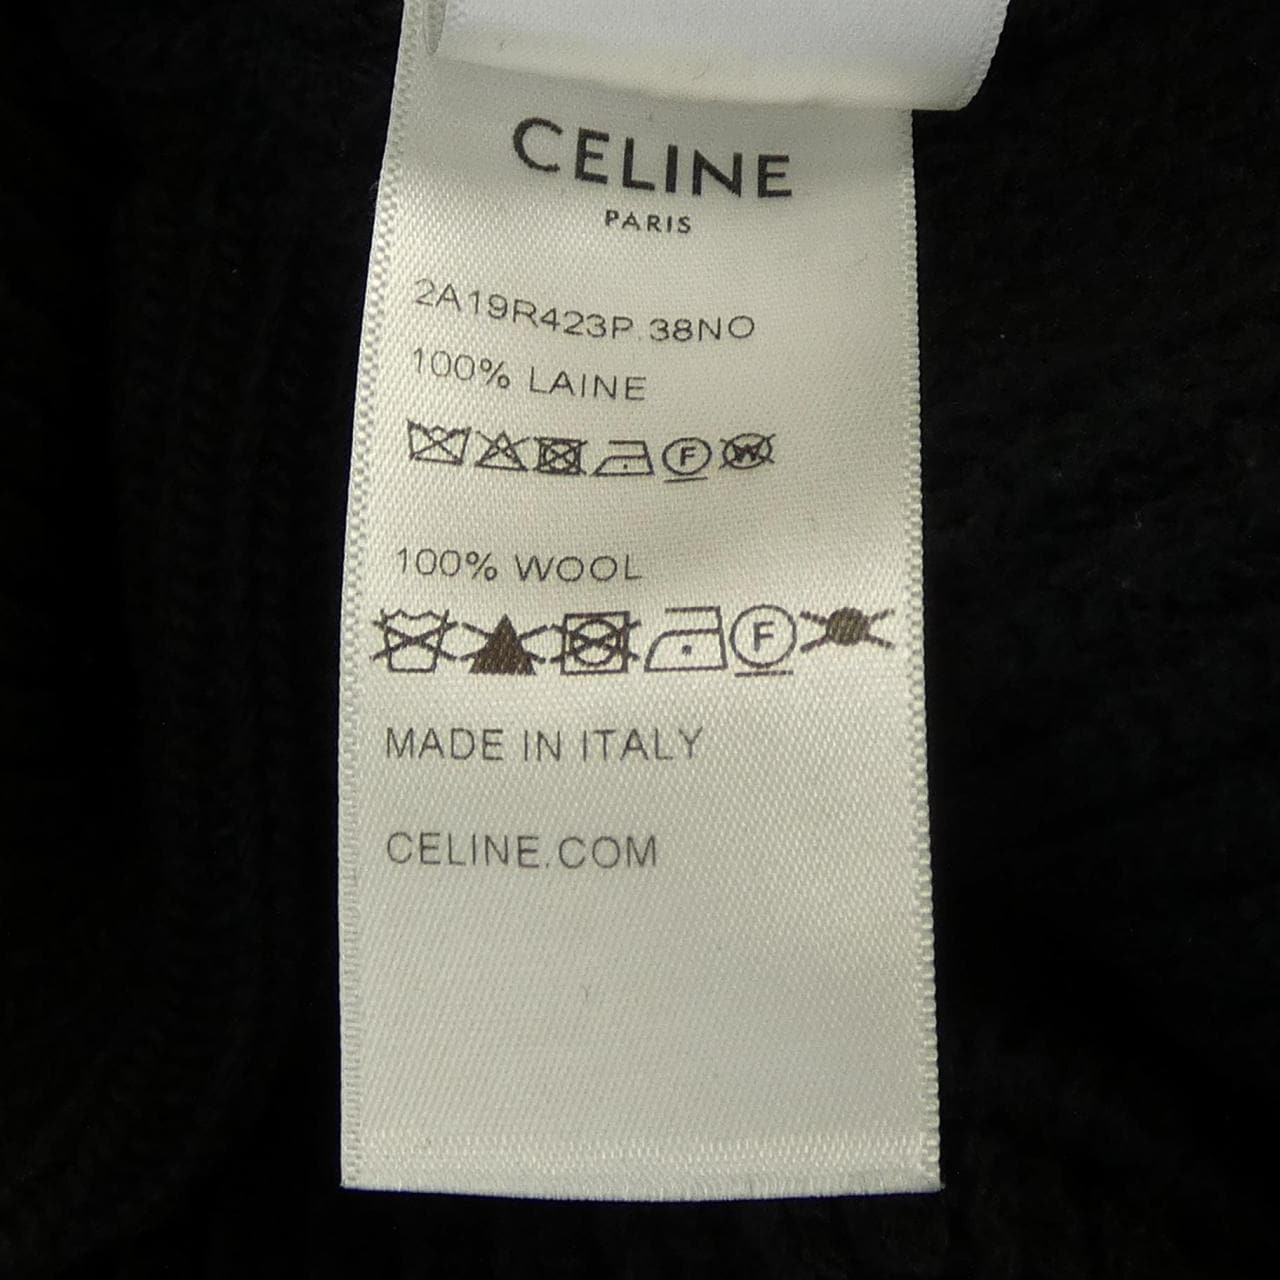 CELINE
PARIS
2A19R423P.38NO
100% LAINE
F W
100% WOOL
F
MADE IN ITALY
CELINE.COM